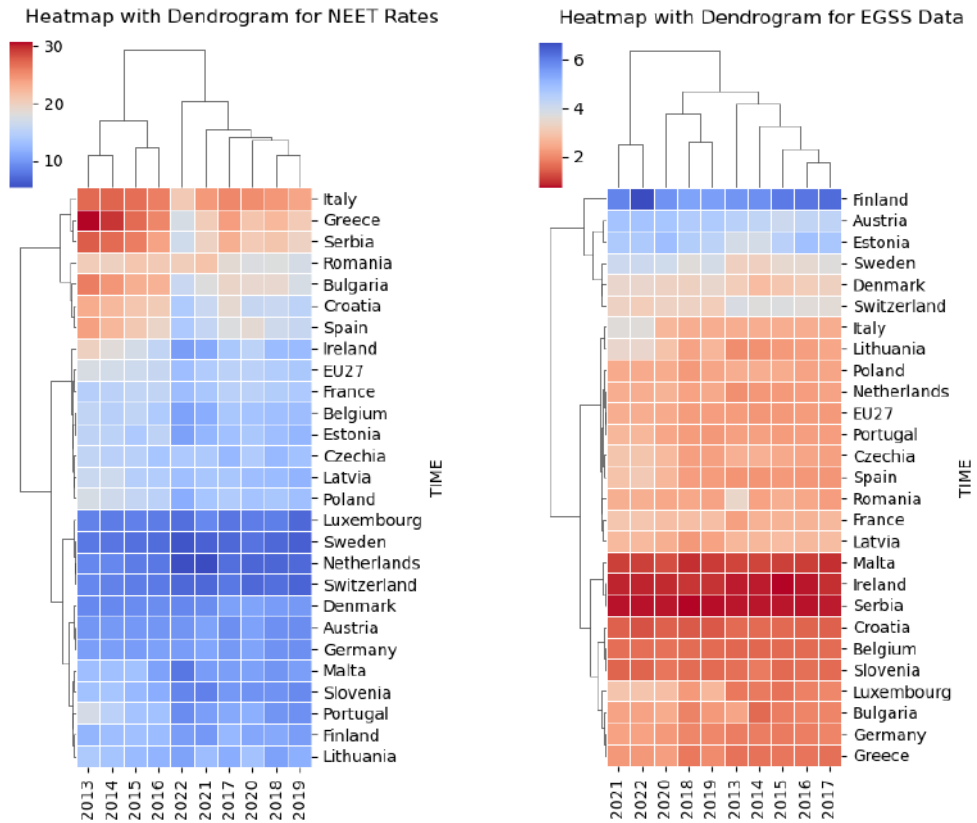 Heatmap with Dendrogram for NEET Rates
30
20
10
Italy
Greece
Serbia
Romania
Bulgaria
Croatia
Spain
Ireland
EU27
France
Belgium
Estonia
Czechia
Latvia
Poland
Luxembourg
Sweden
Netherlands
Switzerland
Denmark
Austria
Germany
Malta
Slovenia
Portugal
Finland
Lithuania
TIME
2013
2014
2015
2016
2022
2021
2017
2020
2018
2019
Heatmap with Dendrogram for EGSS Data
6
4
2
Finland
Austria
Estonia
Sweden
Denmark
Switzerland
Italy
Lithuania
Poland
Netherlands
EU27
Portugal
Czechia
Spain
Romania
France
Latvia
Malta
Ireland
Serbia
Croatia
Belgium
Slovenia
Luxembourg
Bulgaria
Germany
Greece
TIME
2021
2022
2020
2018
2019
2013
2014
2015
2016
2017